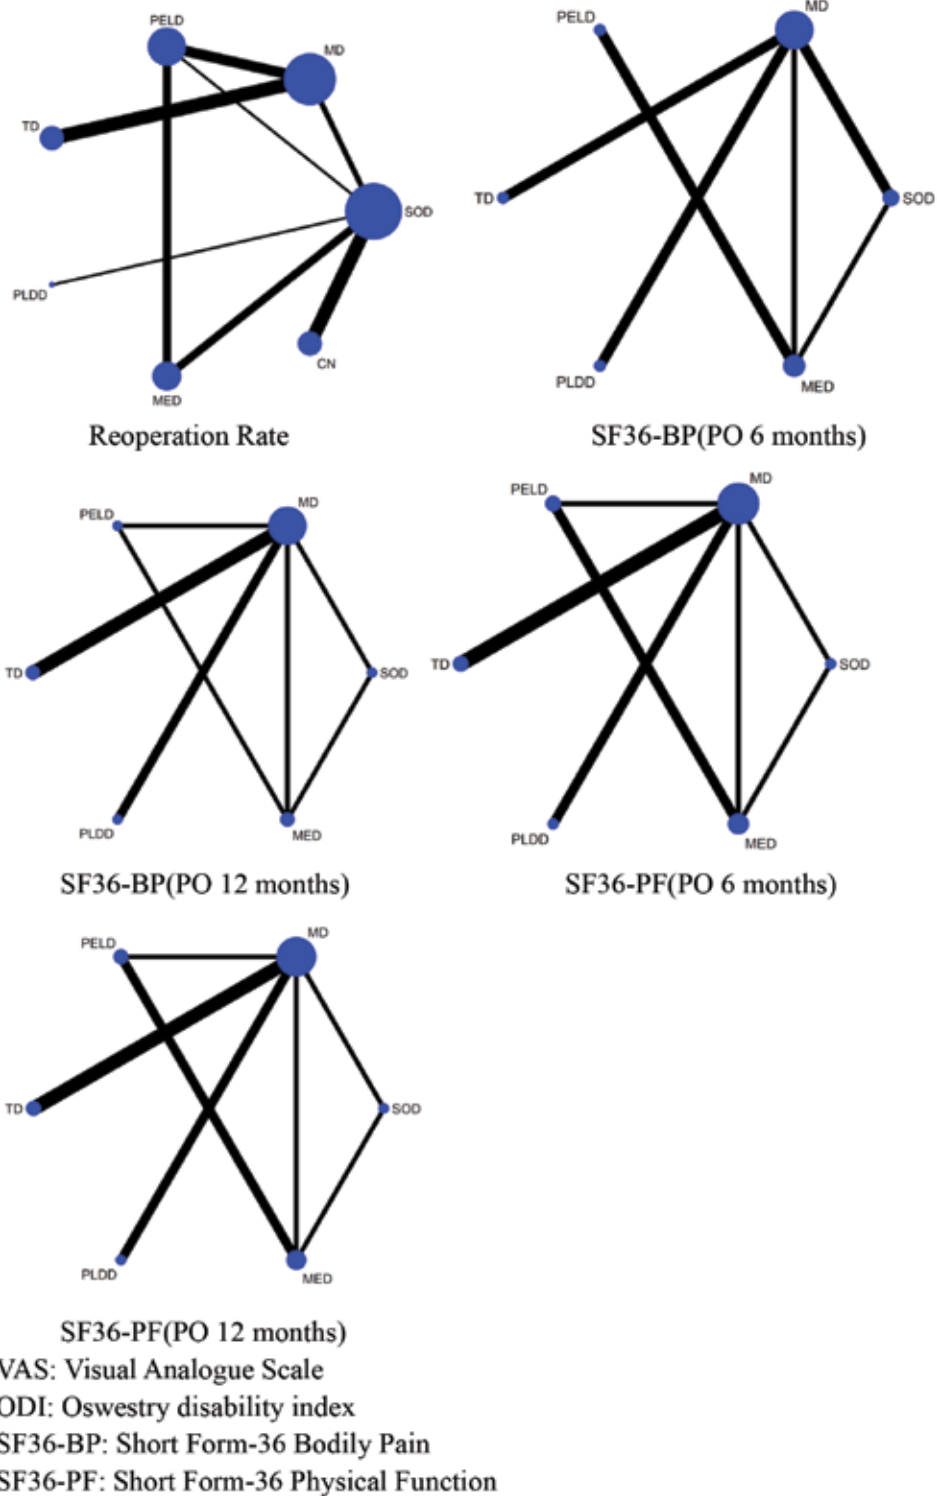 PELD
MD
TD
SOD
PLDD
CN
MED
Reoperation Rate
MD
PELD
TD
SOD
PLDD
MED
SF36-BP(PO 6 months)
MD
PELD
TD
SOD
PLDD
MED
SF36-BP(PO 12 months)
MD
PELD
TD
SOD
PLDD
MED
SF36-PF(PO 6 months)
MD
PELD
TD
SOD
PLDD
MED
SF36-PF(PO 12 months)
VAS: Visual Analogue Scale
ODI: Oswestry disability index
SF36-BP: Short Form-36 Bodily Pain
SF36-PF: Short Form-36 Physical Function